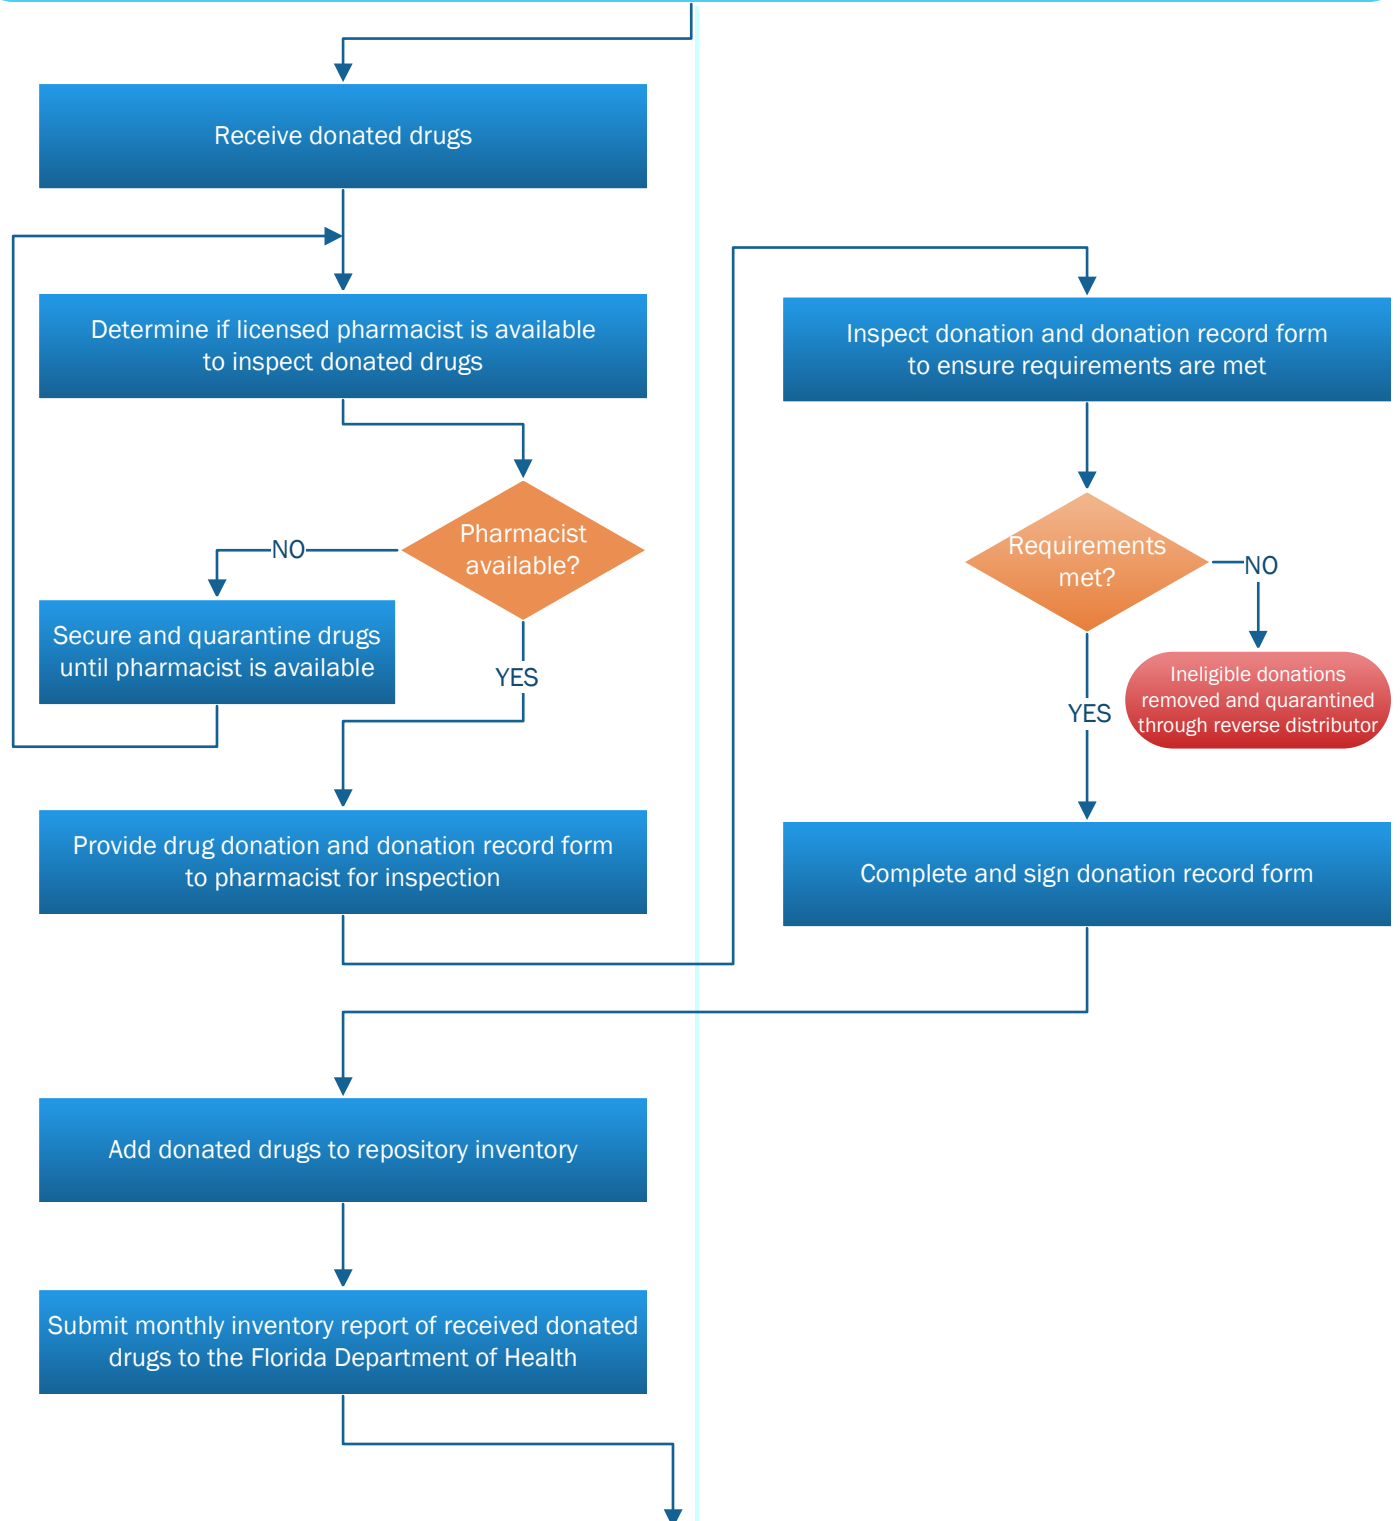 Receive donated drugs
Determine if licensed pharmacist is available
to inspect donated drugs
Pharmacist
available?
NO
Secure and quarantine drugs
until pharmacist is available
YES
Provide drug donation and donation record form
to pharmacist for inspection
Inspect donation and donation record form
to ensure requirements are met
Requirements
met?
NO
Ineligible donations
removed and quarantined
through reverse distributor
YES
Complete and sign donation record form
Add donated drugs to repository inventory
Submit monthly inventory report of received donated
drugs to the Florida Department of Health